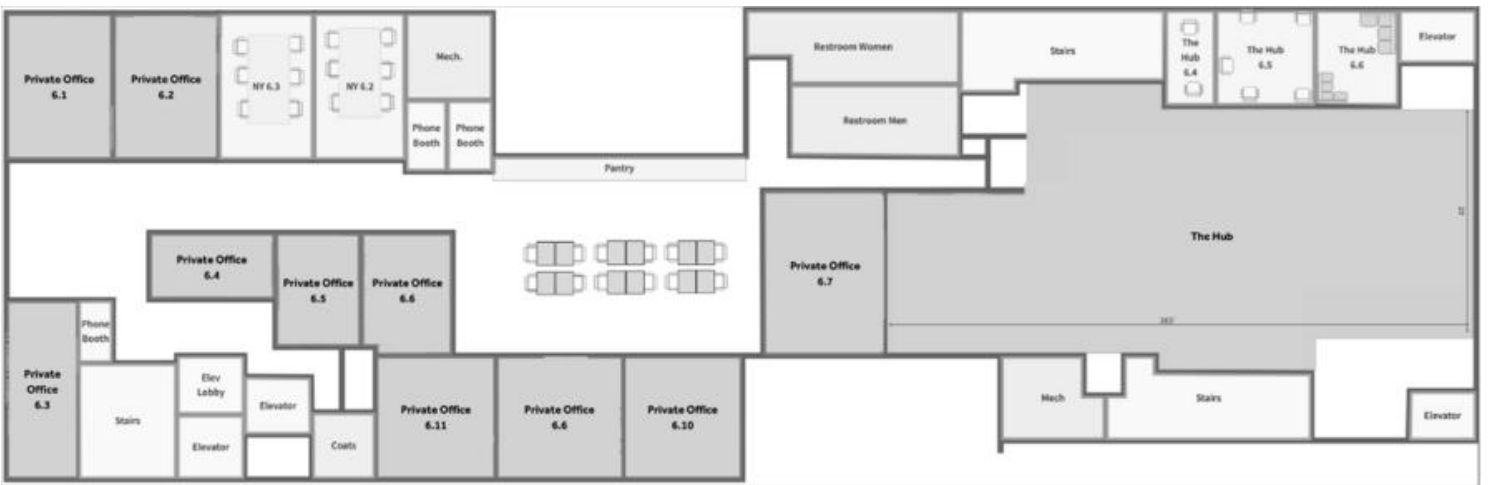 Private Office
6.1
Private Office
6.2
NY 6.3
NY 6.2
Mech.
Phone
Booth
Phone
Booth
Pantry
Restroom Women
Restroom Men
Stairs
The
Hub
6.4
The Hub
6.5
The Hub
6.6
Elevator
Private Office
6.4
Private Office
6.5
Private Office
6.6
Private Office
6.7
The Hub
Phone
Booth
Private
Office
6.3
Stairs
Elev
Lobby
Elevator
Elevator
Coats
Private Office
6.11
Private Office
6.6
Private Office
6.10
Mech
Stairs
Elevator